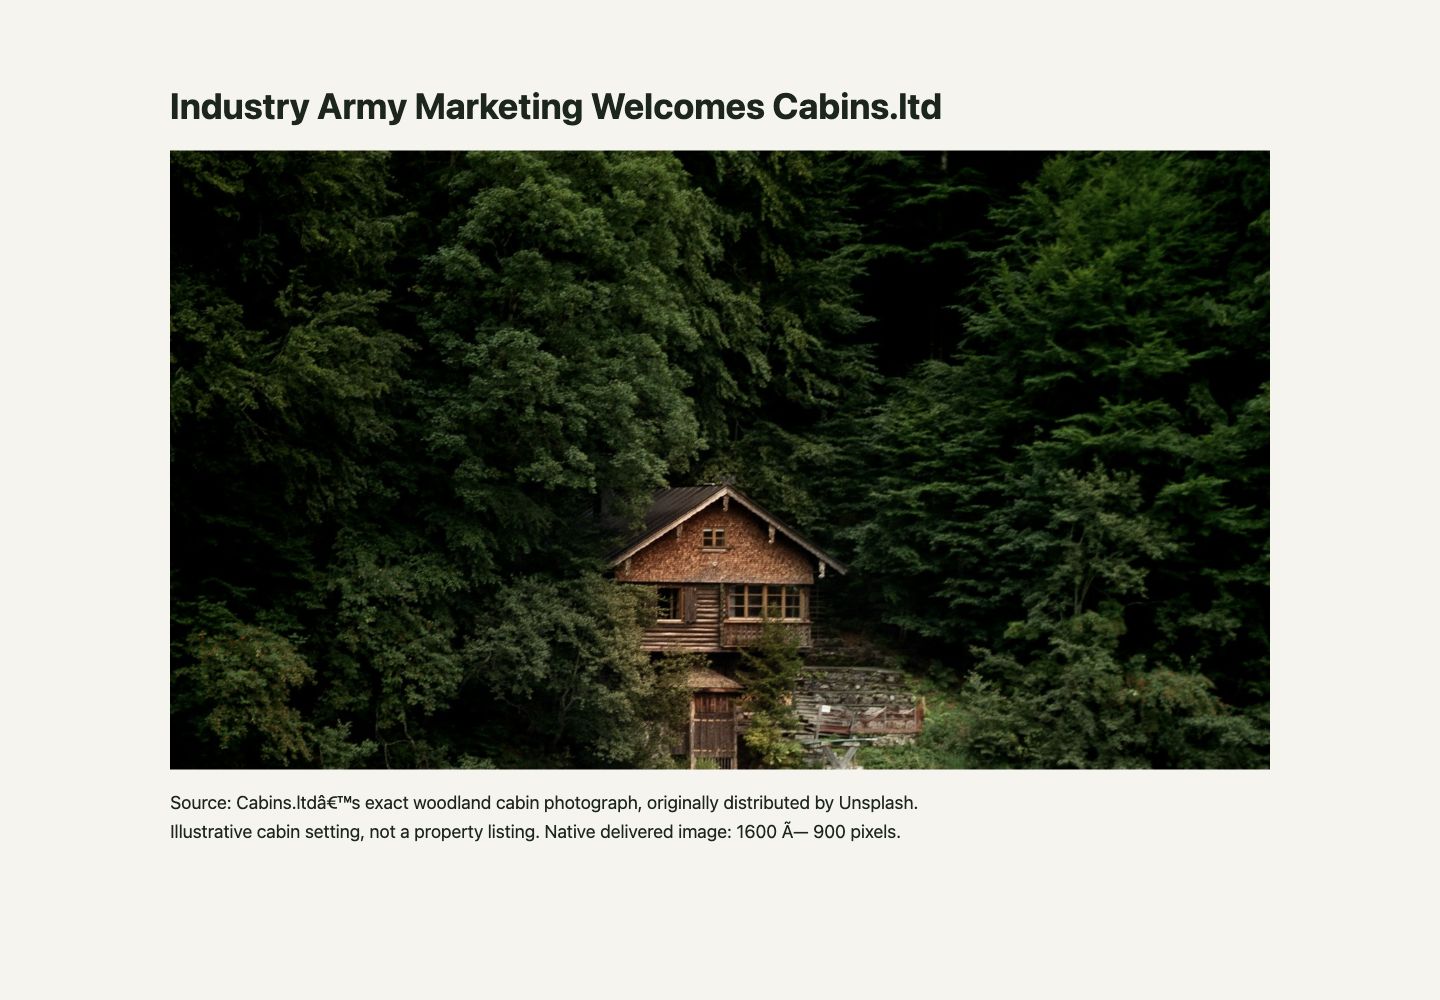 Industry Army Marketing Welcomes Cabins.ltd
Source: Cabins.ltdâ€™s exact woodland cabin photograph, originally distributed by Unsplash.
Illustrative cabin setting, not a property listing. Native delivered image: 1600 Ã— 900 pixels.